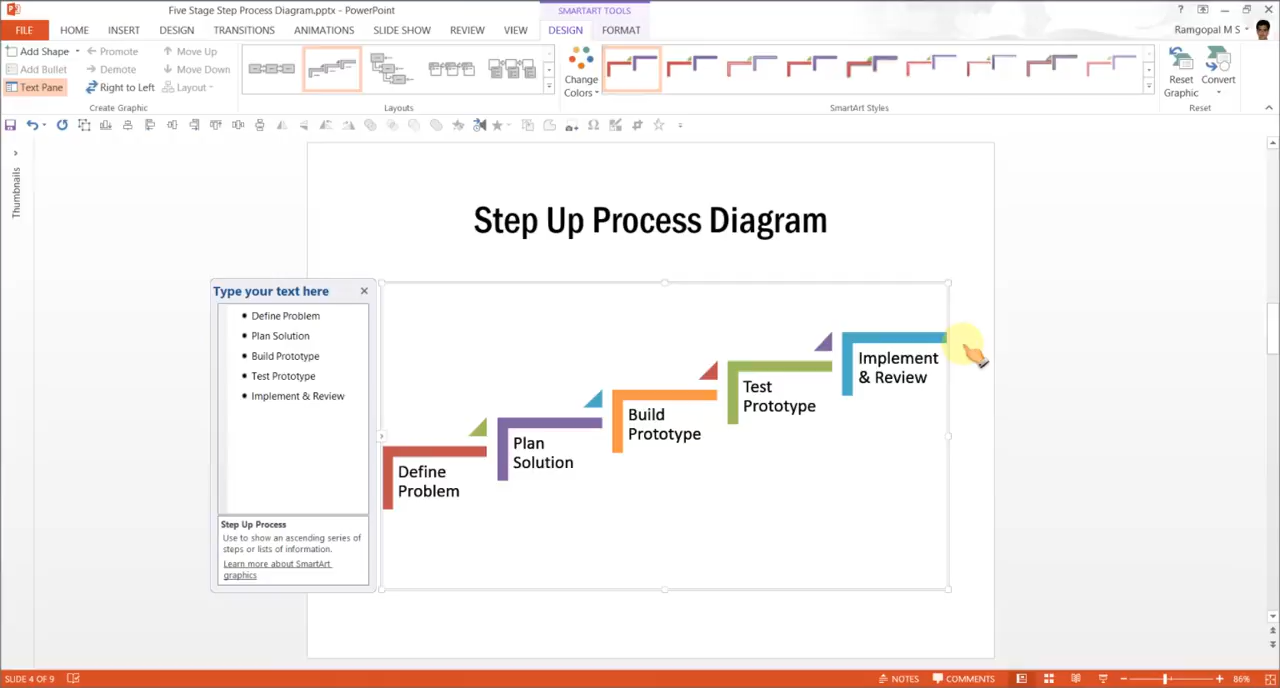 Five Stage Step Process Diagram.pptx - PowerPoint
SMARTART TOOLS
?
FILE HOME INSERT DESIGN TRANSITIONS ANIMATIONS SLIDE SHOW REVIEW VIEW DESIGN FORMAT
Ramgopal M S
Add Shape
Promote
Move Up
Add Bullet
Demote
Move Down
Text Pane
Right to Left
Layout
Create Graphic
Layouts
Change
Colors
SmartArt Styles
Reset
Graphic
Convert
Reset
Thumbnails
Step Up Process Diagram
Type your text here
Define Problem
Plan Solution
Build Prototype
Test Prototype
Implement & Review
Step Up Process
Use to show an ascending series of
steps or lists of information.
Learn more about SmartArt
graphics
Define
Problem
Plan
Solution
Build
Prototype
Test
Prototype
Implement
& Review
SLIDE 4 OF 9
NOTES
COMMENTS
86%